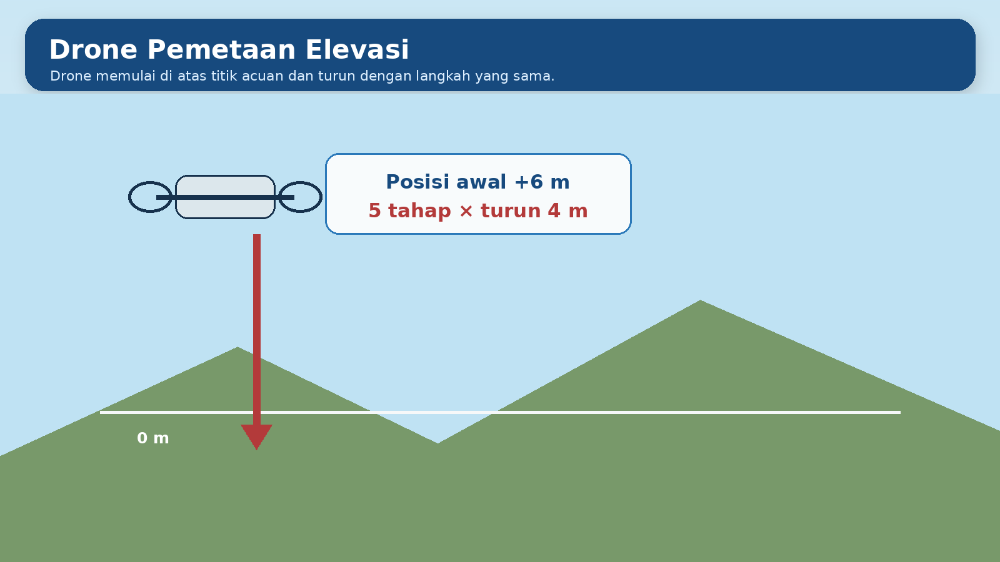 Drone Pemetaan Elevasi
Drone memulai di atas titik acuan dan turun dengan langkah yang sama.
Posisi awal +6 m
5 tahap × turun 4 m
0 m